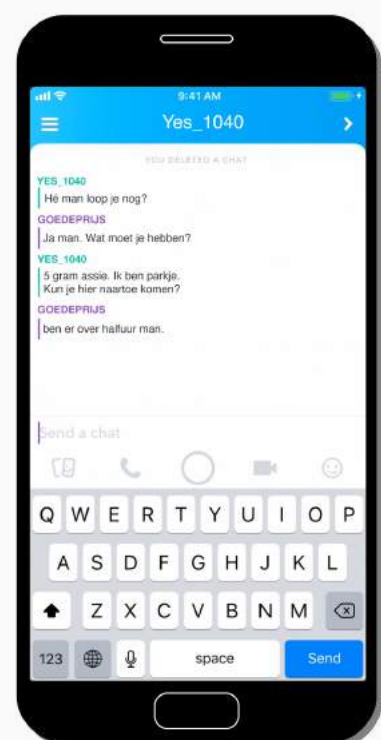 9:41 AM
Yes_1040
YOU DELETED A CHAT
YES_1040
Hé man loop je nog?
GOEDEPRIJS
Ja man. Wat moet je hebben?
YES_1040
5 gram assie. Ik ben parkje.
Kun je hier naartoe komen?
GOEDEPRIJS
ben er over halfuur man.
Send a chat
Q W E R T Y U I O P
A S D F G H J K L
Z X C V B N M
123 space Send